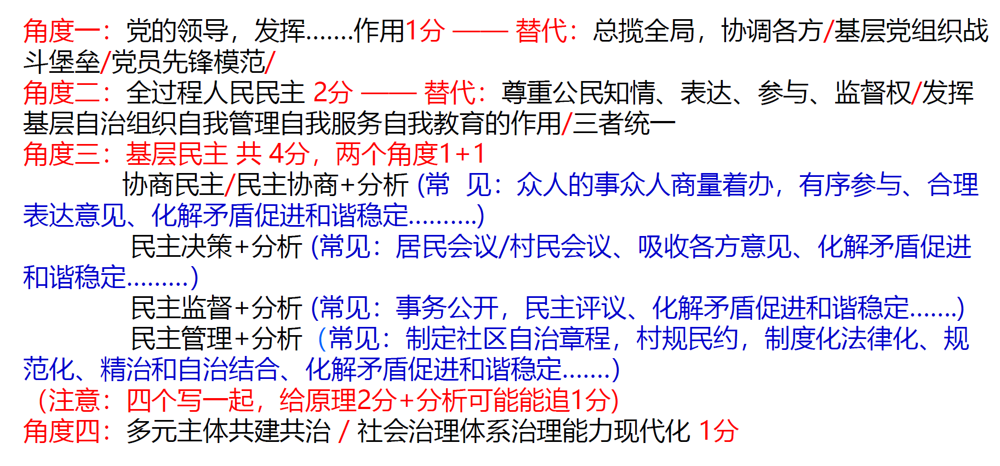 角度一：党的领导，发挥.......作用1分 —— 替代：总揽全局，协调各方/基层党组织战
斗堡垒/党员先锋模范/
角度二：全过程人民民主 2分 —— 替代：尊重公民知情、表达、参与、监督权/发挥
基层自治组织自我管理自我服务自我教育的作用/三者统一
角度三：基层民主 共 4分，两个角度1+1
协商民主/民主协商+分析 (常 见：众人的事众人商量着办，有序参与、合理
表达意见、化解矛盾促进和谐稳定..........)
民主决策+分析 (常见：居民会议/村民会议、吸收各方意见、化解矛盾促进
和谐稳定.........）
民主监督+分析 (常见：事务公开，民主评议、化解矛盾促进和谐稳定.......)
民主管理+分析（常见：制定社区自治章程，村规民约，制度化法律化、规
范化、精治和自治结合、化解矛盾促进和谐稳定.......）
（注意：四个写一起，给原理2分+分析可能能追1分)
角度四：多元主体共建共治 / 社会治理体系治理能力现代化 1分